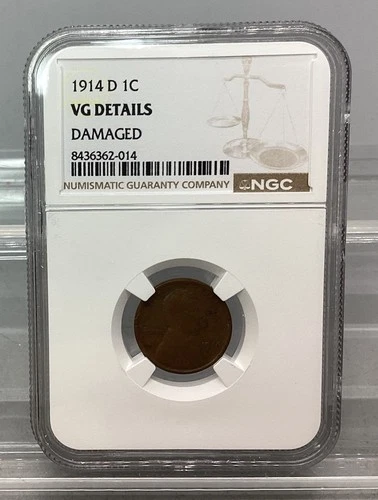 1914 D 1C
VG DETAILS
DAMAGED
8436362-014
NUMISMATIC GUARANTY COMPANY NGC